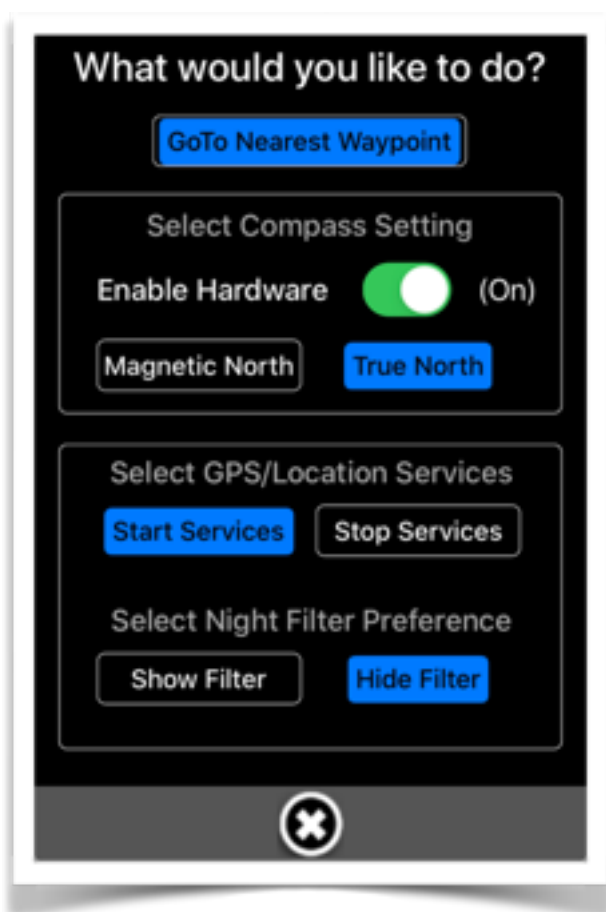 What would you like to do?
GoTo Nearest Waypoint
Select Compass Setting
Enable Hardware (On)
Magnetic North True North
Select GPS/Location Services
Start Services Stop Services
Select Night Filter Preference
Show Filter Hide Filter